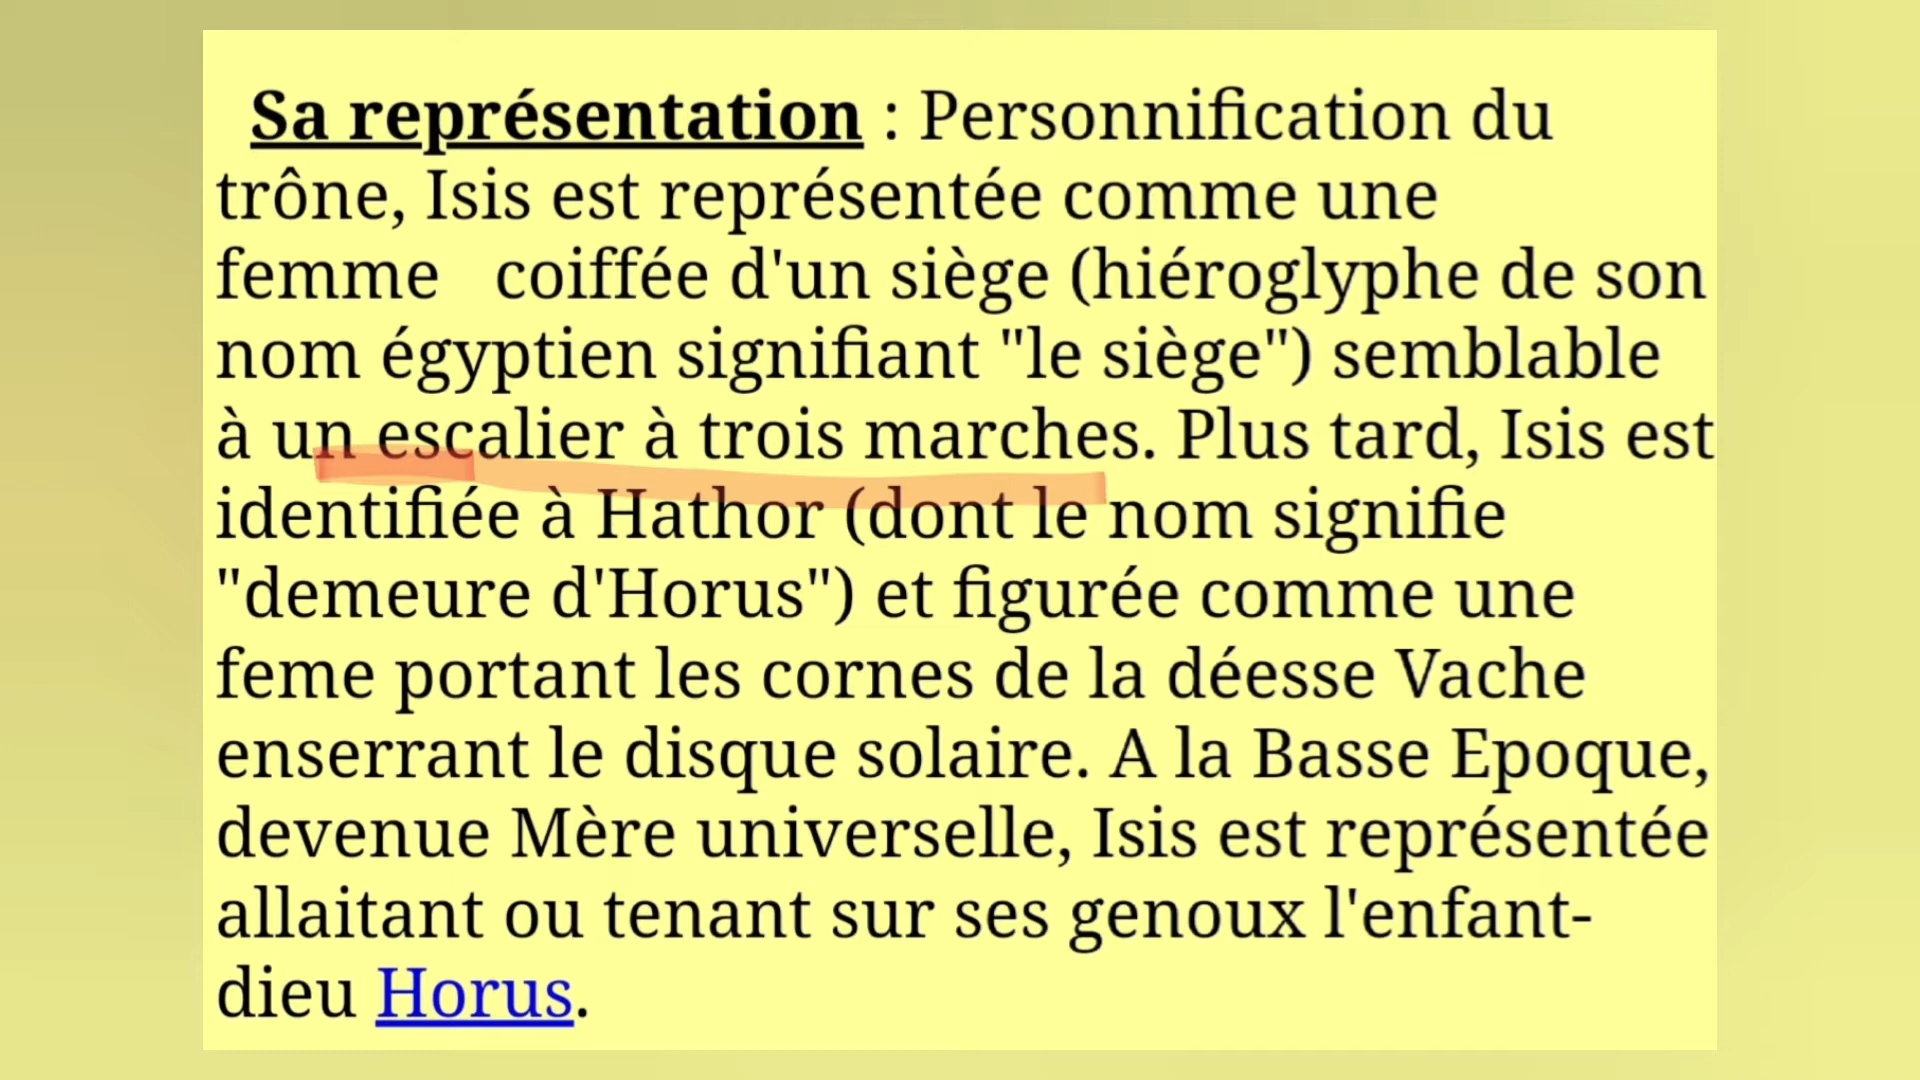 Sa représentation : Personnification du
trône, Isis est représentée comme une
femme   coiffée d'un siège (hiéroglyphe de son
nom égyptien signifiant "le siège") semblable
à un escalier à trois marches. Plus tard, Isis est
identifiée à Hathor (dont le nom signifie
"demeure d'Horus") et figurée comme une
feme portant les cornes de la déesse Vache
enserrant le disque solaire. A la Basse Epoque,
devenue Mère universelle, Isis est représentée
allaitant ou tenant sur ses genoux l'enfant-
dieu Horus.